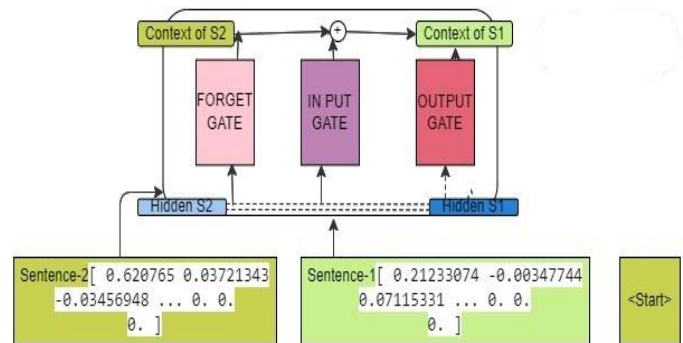 Context of S2
+
Context of S1
FORGET
GATE
IN PUT
GATE
OUTPUT
GATE
Hidden S2
Hidden S1
Sentence-2[ 0.620765 0.03721343
-0.03456948 ... 0. 0.
0. ]
Sentence-1[ 0.21233074 -0.00347744
0.07115331 ... 0. 0.
0. ]
<Start>